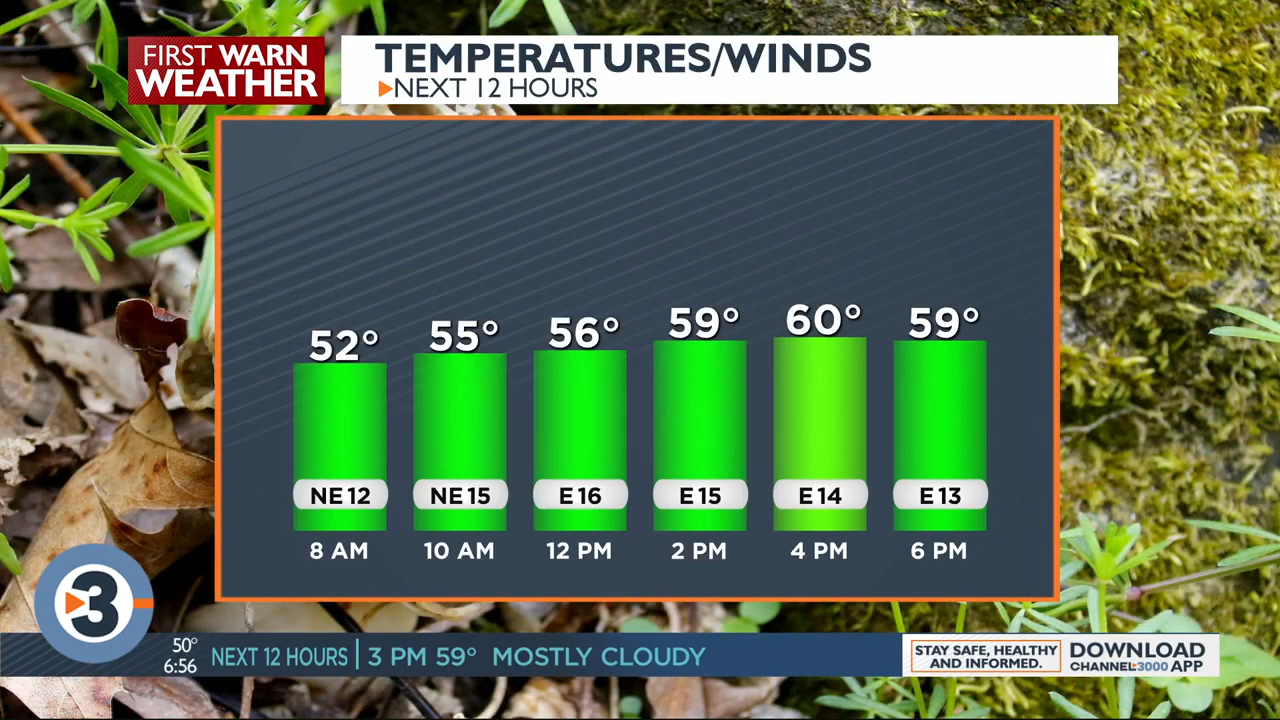 FIRST WARN
WEATHER
TEMPERATURES/WINDS
NEXT 12 HOURS
52° 55° 56° 59° 60° 59°
NE 12 NE 15 E 16 E 15 E 14 E 13
8 AM 10 AM 12 PM 2 PM 4 PM 6 PM
3
50°
6:56
NEXT 12 HOURS 3 PM 59° MOSTLY CLOUDY
STAY SAFE, HEALTHY
AND INFORMED.
DOWNLOAD
CHANNEL3000 APP